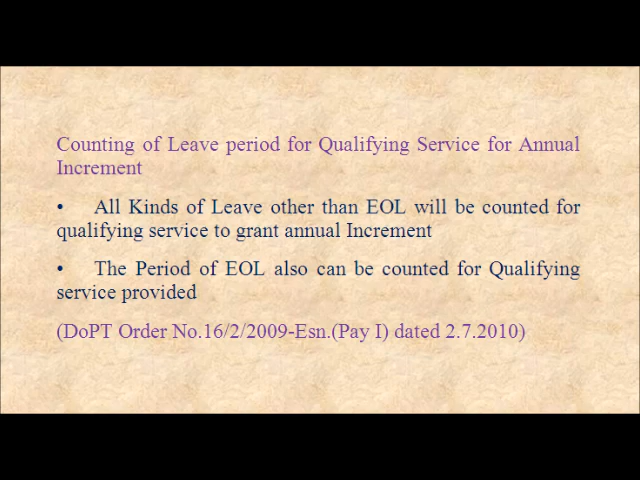 Counting of Leave period for Qualifying Service for Annual
Increment
• All Kinds of Leave other than EOL will be counted for
qualifying service to grant annual Increment
• The Period of EOL also can be counted for Qualifying
service provided
(DoPT Order No.16/2/2009-Esn.(Pay I) dated 2.7.2010)